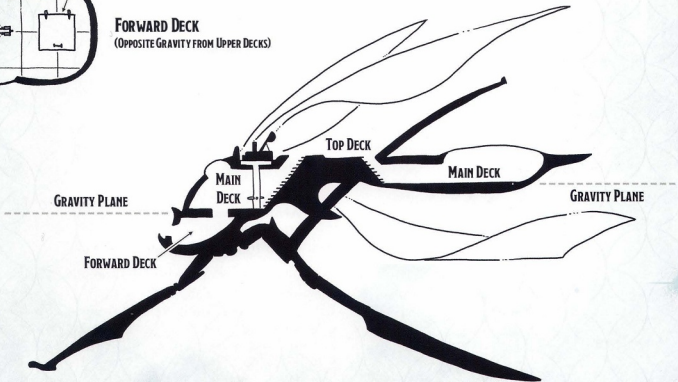 FORWARD DECK
(OPPOSITE GRAVITY FROM UPPER DECKS)
TOP DECK
MAIN
DECK
MAIN DECK
GRAVITY PLANE
GRAVITY PLANE
FORWARD DECK